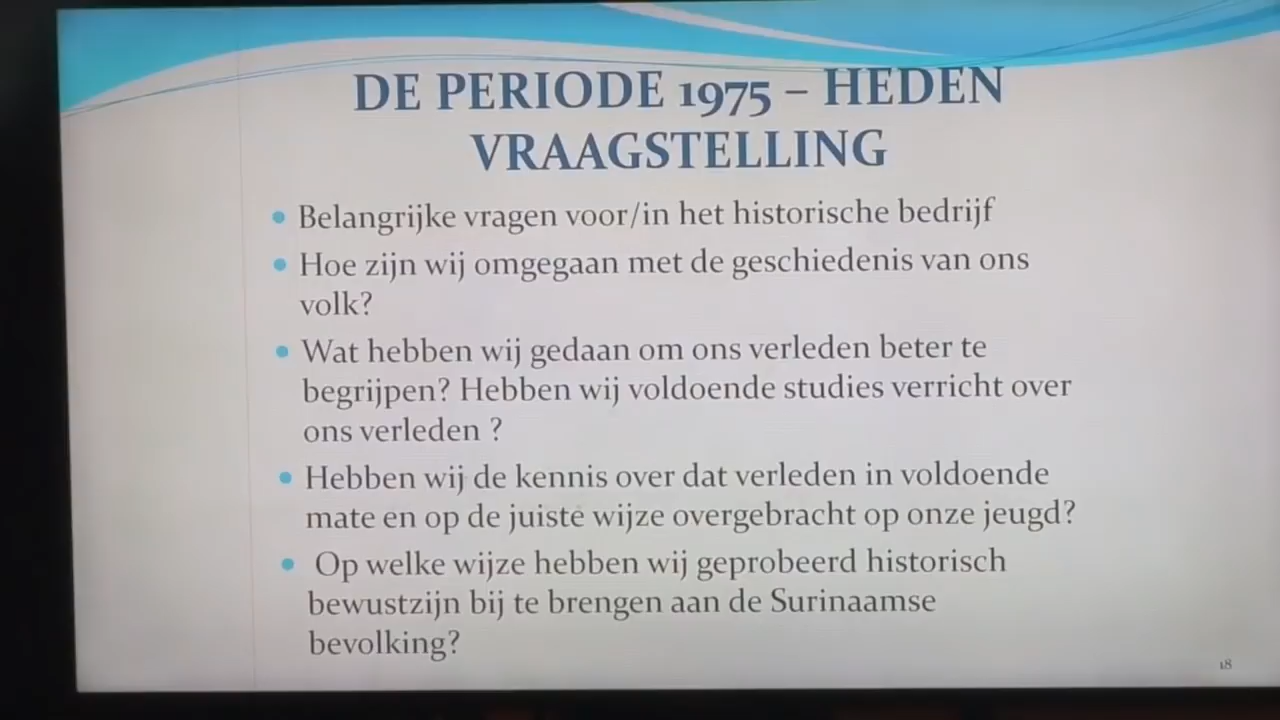 DE PERIODE 1975 – HEDEN
VRAAGSTELLING
• Belangrijke vragen voor/in het historische bedrijf
• Hoe zijn wij omgegaan met de geschiedenis van ons
volk?
• Wat hebben wij gedaan om ons verleden beter te
begrijpen? Hebben wij voldoende studies verricht over
ons verleden ?
• Hebben wij de kennis over dat verleden in voldoende
mate en op de juiste wijze overgebracht op onze jeugd?
• Op welke wijze hebben wij geprobeerd historisch
bewustzijn bij te brengen aan de Surinaamse
bevolking?
18